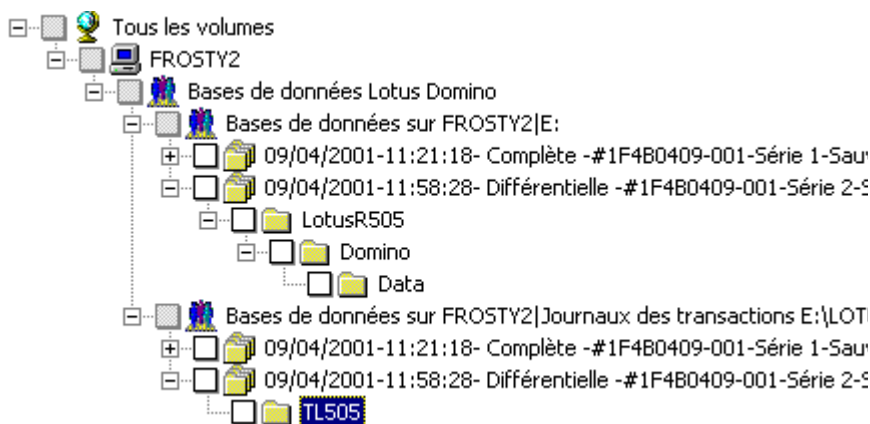 Tous les volumes
FROSTY2
Bases de données Lotus Domino
Bases de données sur FROSTY2|E:
09/04/2001-11:21:18- Complète -#1F4B0409-001-Série 1-Sau
09/04/2001-11:58:28- Différentielle -#1F4B0409-001-Série 2-S
LotusR505
Domino
Data
Bases de données sur FROSTY2|Journaux des transactions E:\LOT
09/04/2001-11:21:18- Complète -#1F4B0409-001-Série 1-Sau
09/04/2001-11:58:28- Différentielle -#1F4B0409-001-Série 2-S
TL505